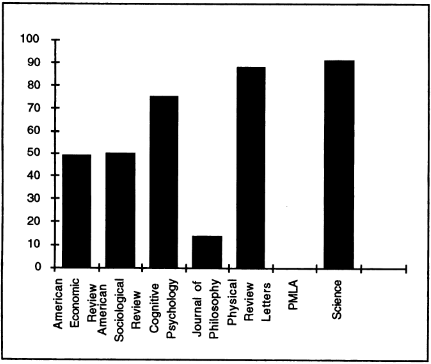 100
90
80
70
60
50
40
30
20
10
0
American
Economic
Review
American
Sociological
Review
Cognitive
Psychology
Journal of
Philosophy
Physical
Review
Letters
PMLA
Science